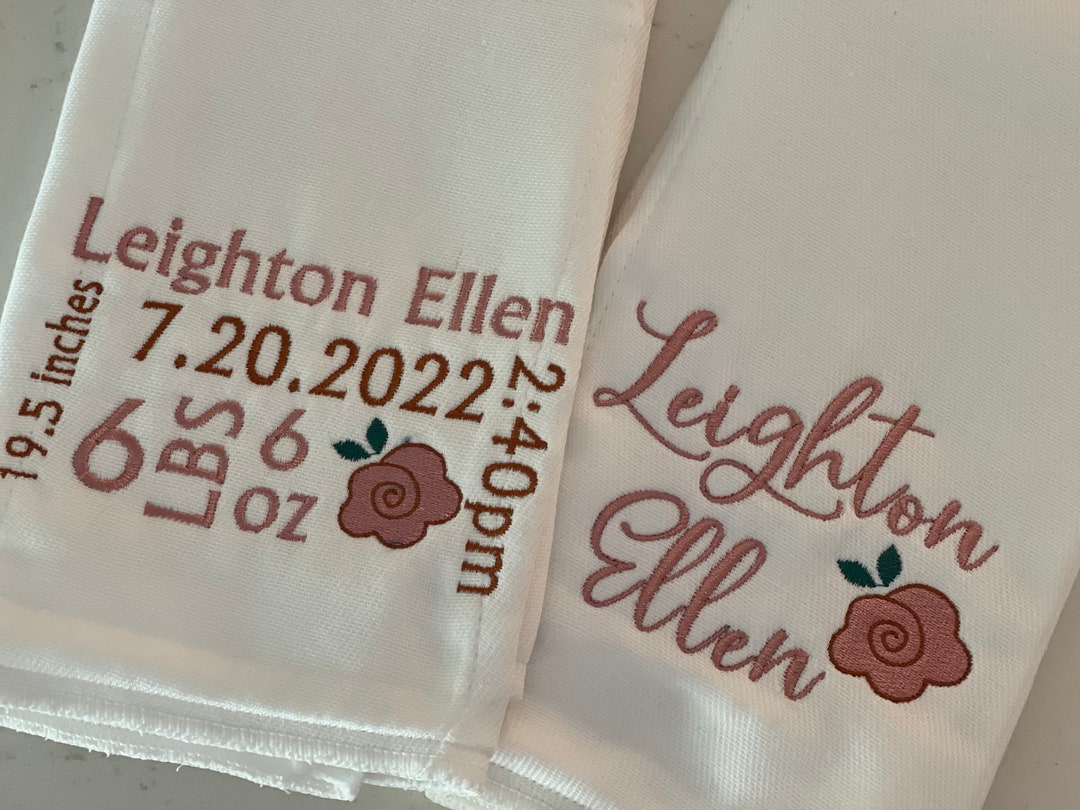 Leighton Ellen
7.20.2022
19.5 inches
6
LBS
6
oz
2:40pm
Leighton
Ellen